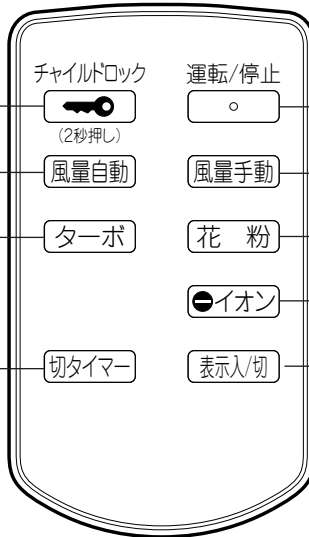 チャイルドロック 運転/停止
(2秒押し)
風量自動 風量手動
ターボ 花 粉
⊖イオン
切タイマー 表示入/切